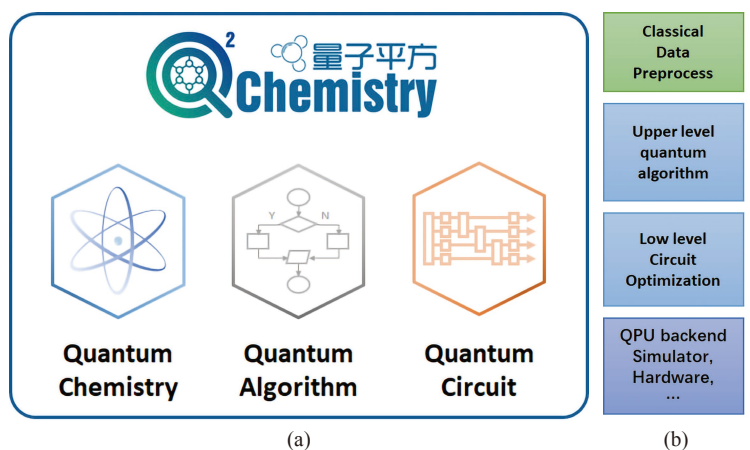 Q²
量子平方
Chemistry
Y N
Quantum
Chemistry
Quantum
Algorithm
Quantum
Circuit
(a)
Classical
Data
Preprocess
Upper level
quantum
algorithm
Low level
Circuit
Optimization
QPU backend
Simulator,
Hardware,
...
(b)